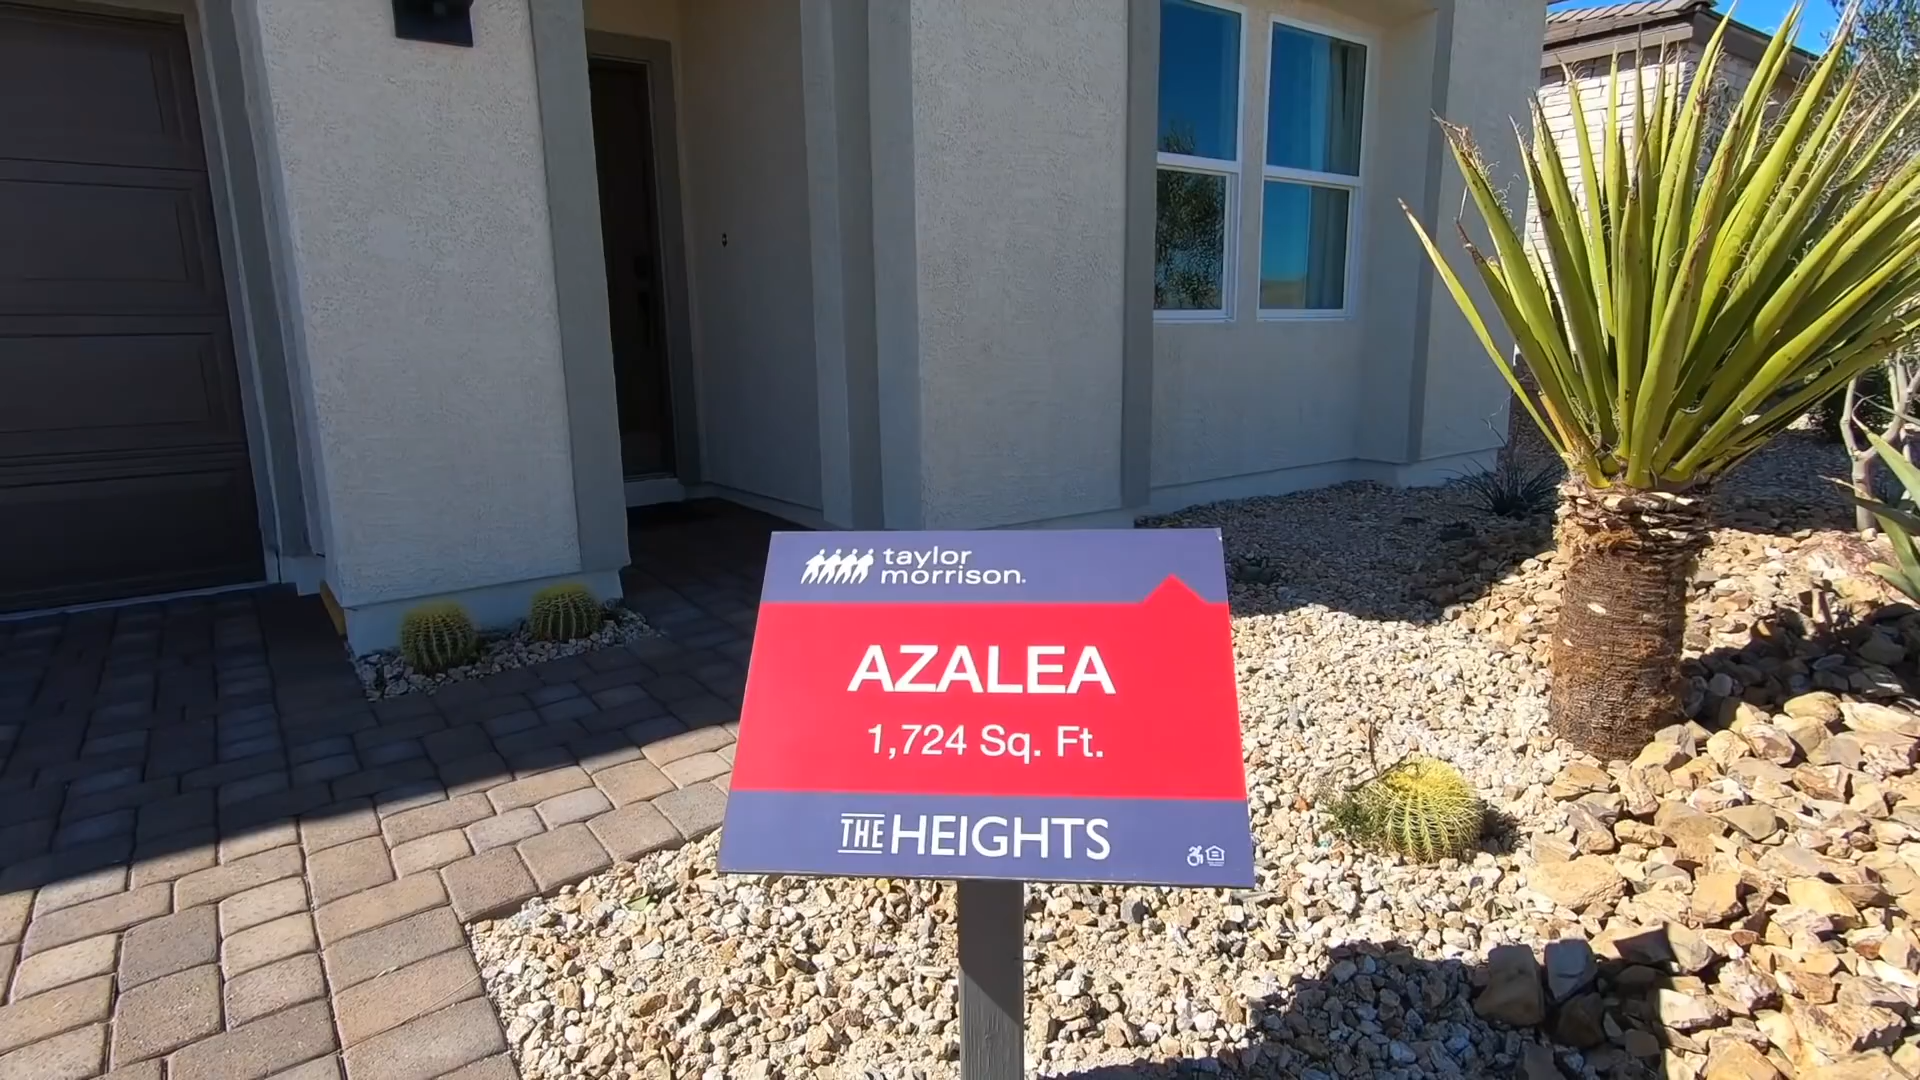 taylor
morrison.
AZALEA
1,724 Sq. Ft.
THE HEIGHTS